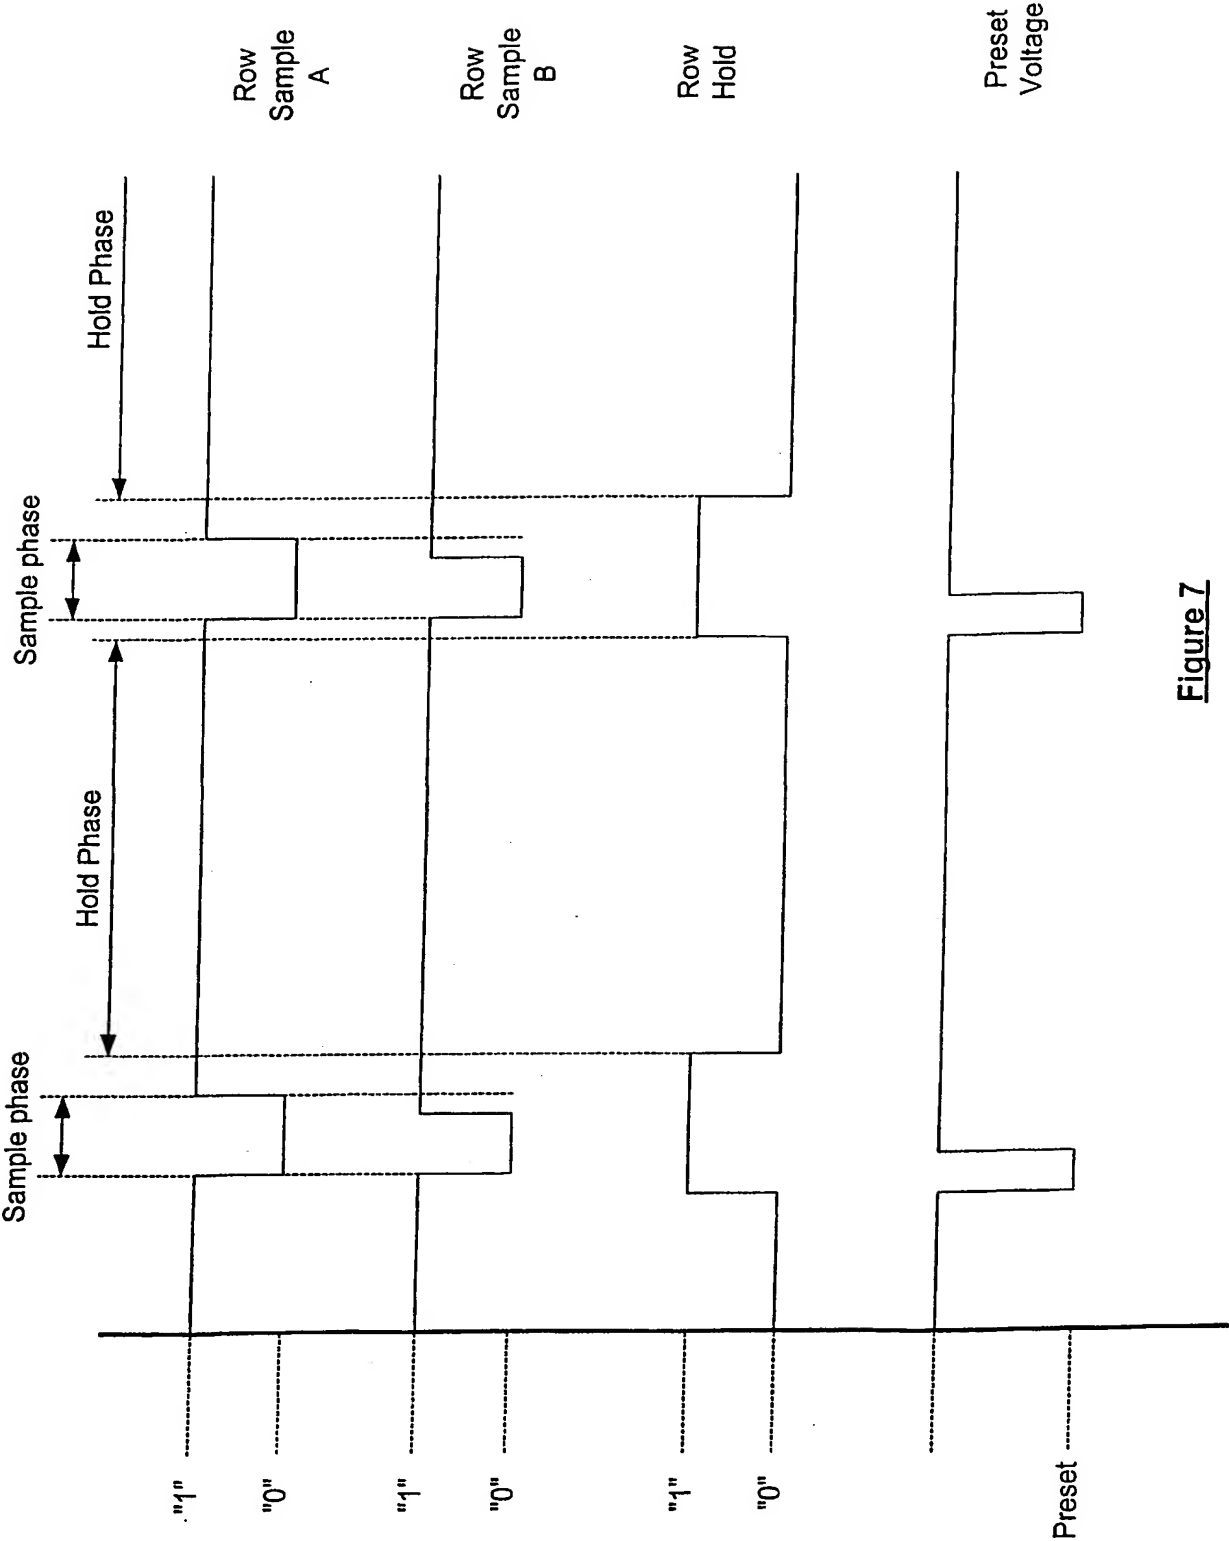 Sample phase
Sample phase
Hold Phase
Hold Phase
."1"
"0"
Row
Sample
A
"1"
"0"
Row
Sample
B
"1"
"0"
Row
Hold
Preset
Preset
Voltage
Figure 7